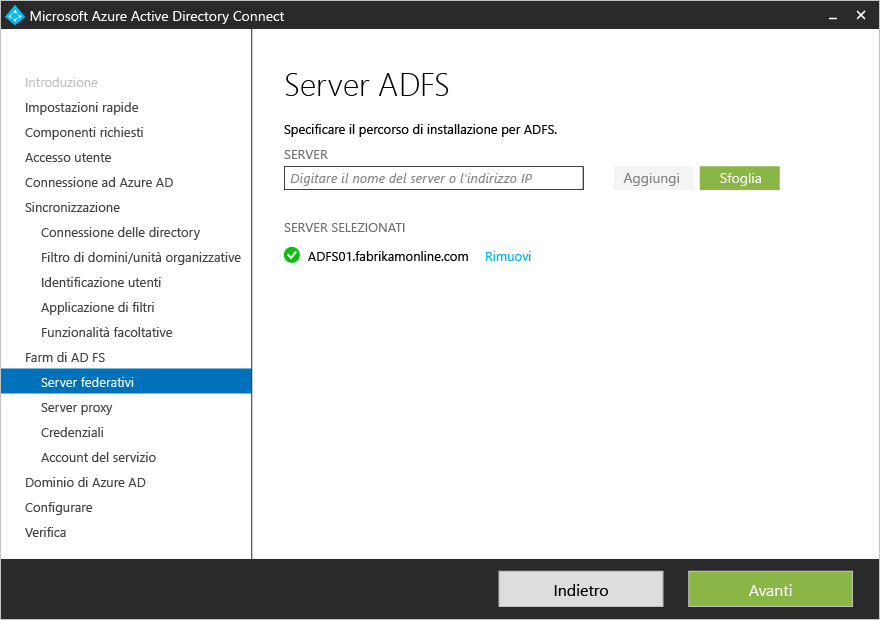 Microsoft Azure Active Directory Connect
Introduzione
Impostazioni rapide
Componenti richiesti
Accesso utente
Connessione ad Azure AD
Sincronizzazione
Connessione delle directory
Filtro di domini/unità organizzative
Identificazione utenti
Applicazione di filtri
Funzionalità facoltative
Farm di AD FS
Server federativi
Server proxy
Credenziali
Account del servizio
Dominio di Azure AD
Configurare
Verifica
Server ADFS
Specificare il percorso di installazione per ADFS.
SERVER
Digitare il nome del server o l'indirizzo IP
Aggiungi
Sfoglia
SERVER SELEZIONATI
ADFS01.fabrikamonline.com Rimuovi
Indietro
Avanti